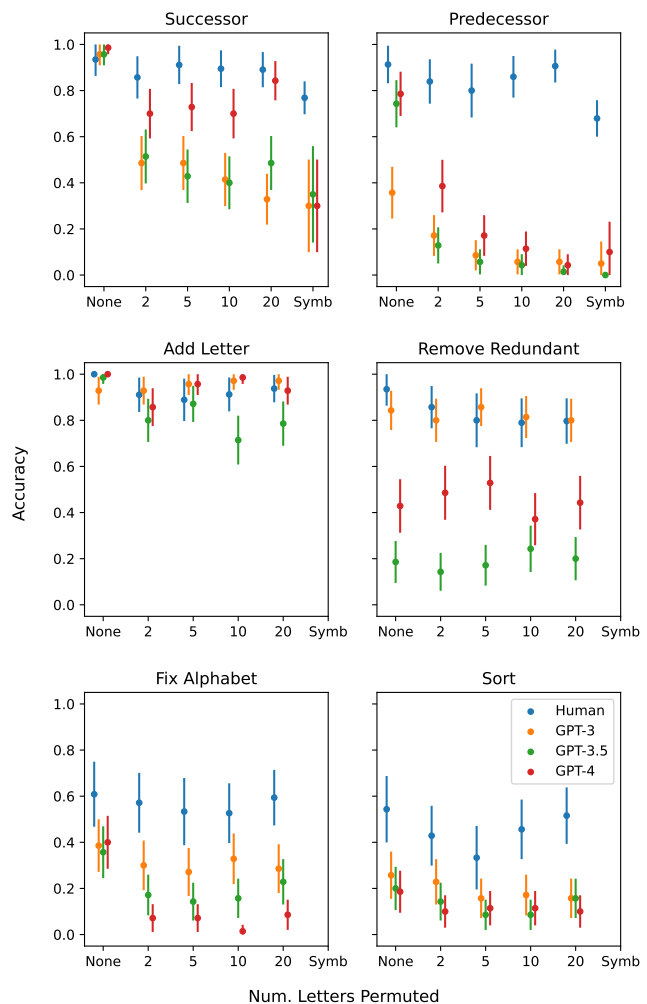 Successor
Predecessor
1.0
0.8
0.6
0.4
0.2
0.0
None 2 5 10 20 Symb
None 2 5 10 20 Symb
Add Letter
Remove Redundant
1.0
0.8
0.6
0.4
0.2
0.0
Accuracy
None 2 5 10 20 Symb
None 2 5 10 20 Symb
Fix Alphabet
Sort
1.0
0.8
0.6
0.4
0.2
0.0
Human
GPT-3
GPT-3.5
GPT-4
None 2 5 10 20 Symb
None 2 5 10 20 Symb
Num. Letters Permuted